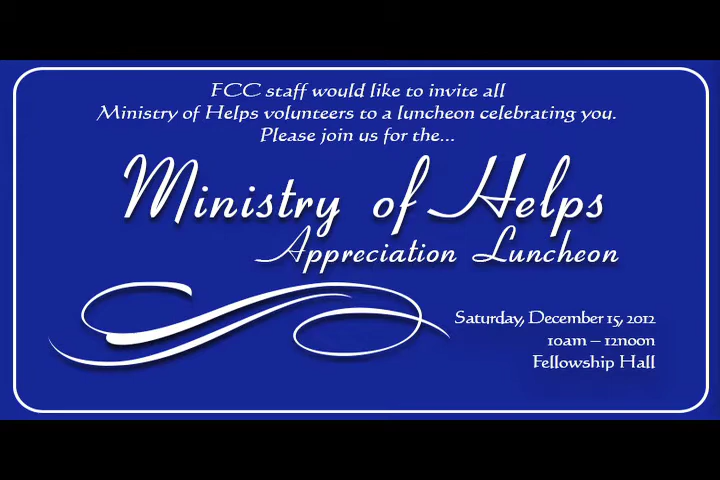 FCC staff would like to invite all
Ministry of Helps volunteers to a luncheon celebrating you.
Please join us for the...
Ministry of Helps
Appreciation Luncheon
Saturday, December 15, 2012
10am – 12noon
Fellowship Hall